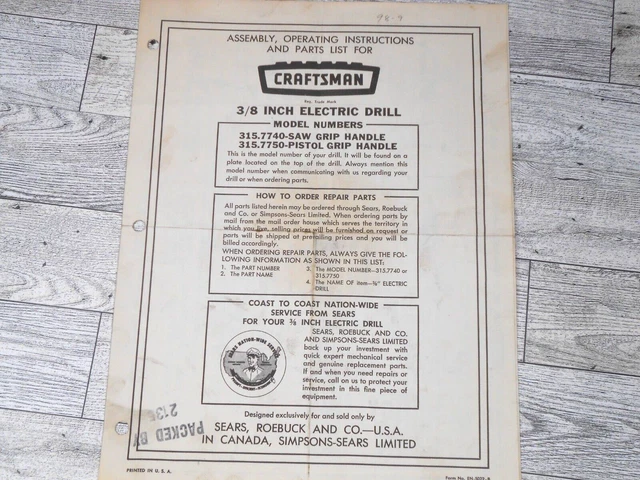 98-9
ASSEMBLY, OPERATING INSTRUCTIONS
AND PARTS LIST FOR
CRAFTSMAN
Reg. Trade Mark
3/8 INCH ELECTRIC DRILL
MODEL NUMBERS
315.7740-SAW GRIP HANDLE
315.7750-PISTOL GRIP HANDLE
This is the model number of your drill. It will be found on a
plate located on the top of the drill. Always mention this
model number when communicating with us regarding your
drill or when ordering parts.
HOW TO ORDER REPAIR PARTS
All parts listed herein may be ordered through Sears, Roebuck
and Co. or Simpsons-Sears Limited. When ordering parts by
mail from the mail order house which serves the territory in
which you live, selling prices will be furnished on request or
parts will be shipped at prevailing prices and you will be
billed accordingly.
WHEN ORDERING REPAIR PARTS, ALWAYS GIVE THE FOL-
LOWING INFORMATION AS SHOWN IN THIS LIST:
1. The PART NUMBER
2. The PART NAME
3. The MODEL NUMBER—315.7740 or
315.7750
4. The NAME OF item—⅜" ELECTRIC
DRILL
COAST TO COAST NATION-WIDE
SERVICE FROM SEARS
FOR YOUR ⅜ INCH ELECTRIC DRILL
SEARS, ROEBUCK AND CO.
AND SIMPSONS-SEARS LIMITED
back up your investment with
quick expert mechanical service
and genuine replacement parts.
If and when you need repairs or
service, call on us to protect your
investment in this fine piece of
equipment.
SEARS NATION-WIDE SERVICE
PACKED BY
2135
Designed exclusively for and sold only by
SEARS, ROEBUCK AND CO.—U.S.A.
IN CANADA, SIMPSONS-SEARS LIMITED
PRINTED IN U. S. A.
Form No.